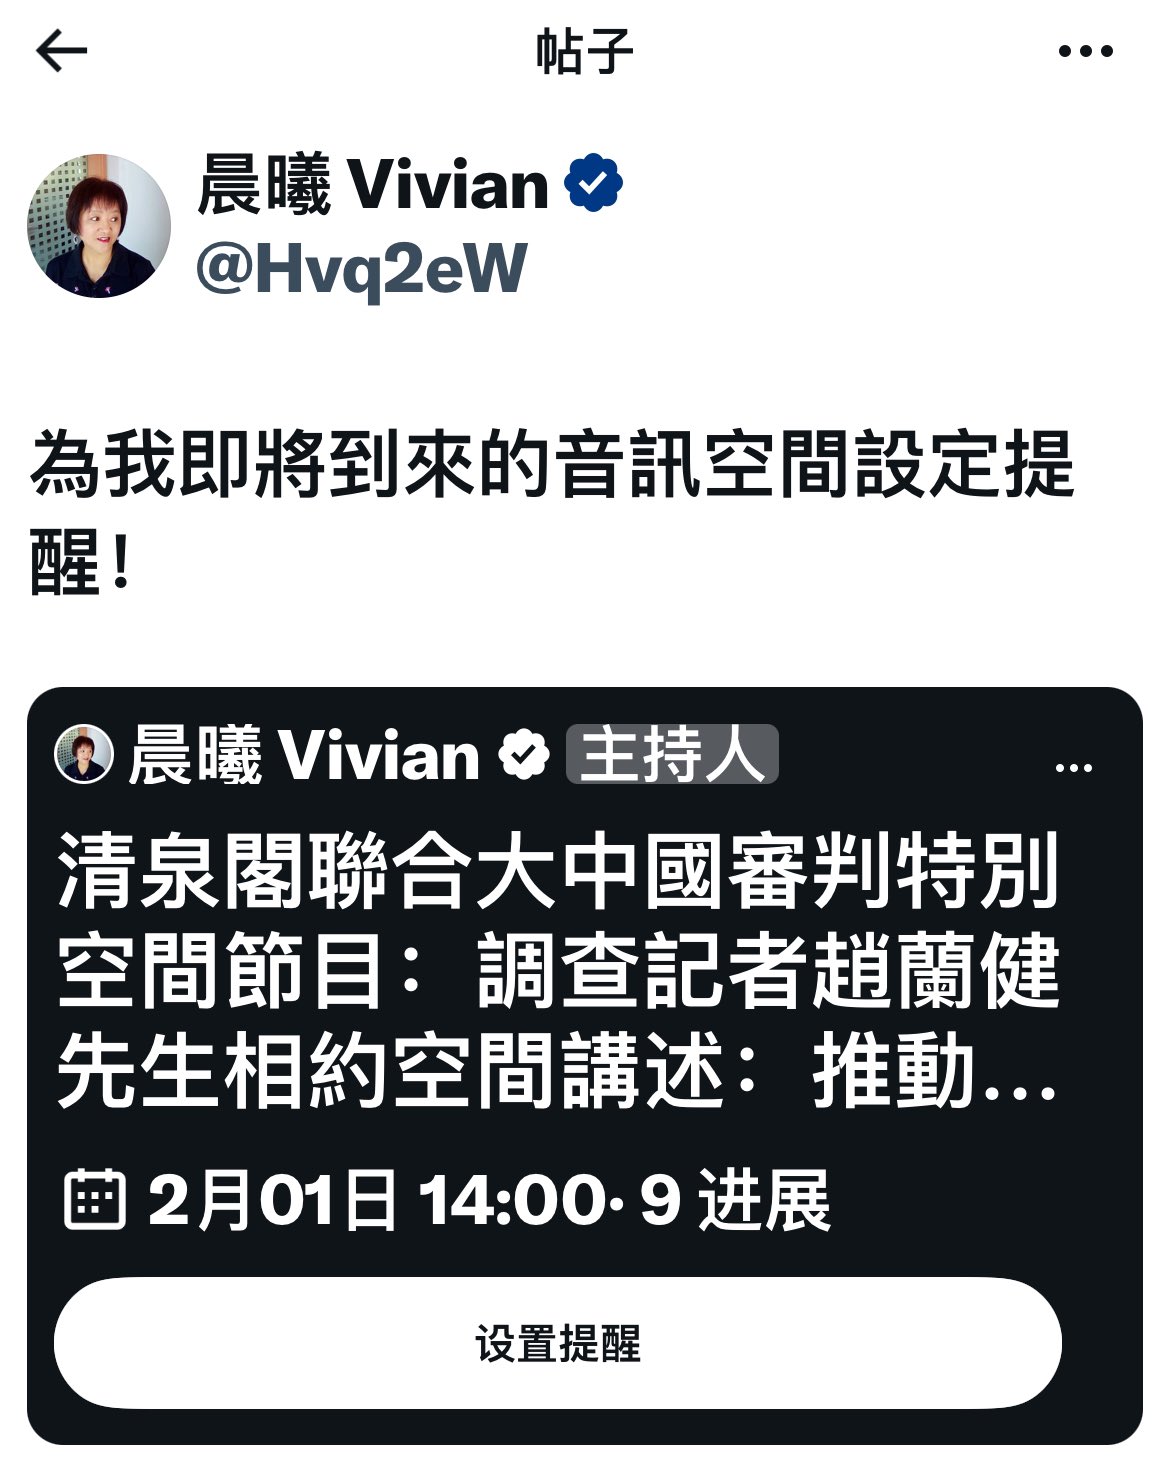 帖子
晨曦 Vivian
@Hvq2eW
為我即將到來的音訊空間設定提
醒！
晨曦 Vivian 主持人
清泉閣聯合大中國審判特別
空間節目：調查記者趙蘭健
先生相約空間講述：推動...
2月01日 14:00· 9 进展
设置提醒